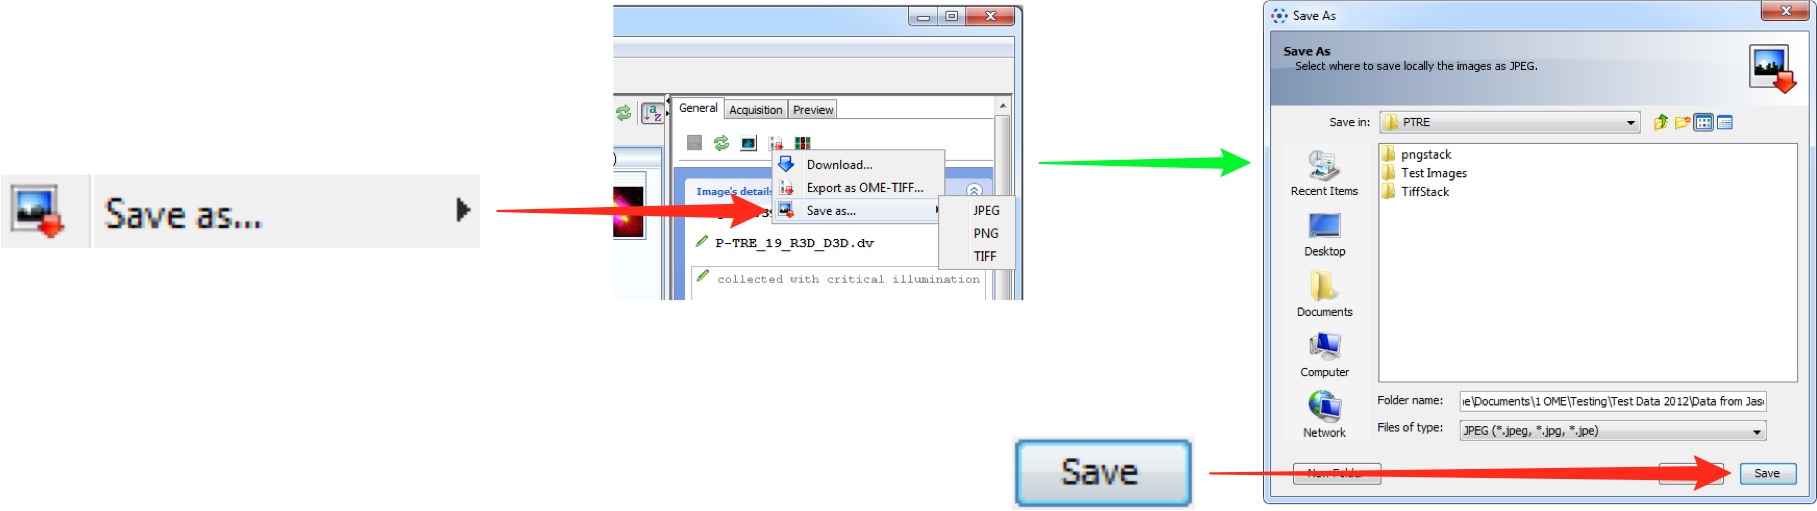 Save as...
General Acquisition Preview
Download...
Export as OME-TIFF...
Image's details
Save as...
JPEG
PNG
TIFF
P-TRE_19_R3D_D3D.dv
collected with critical illumination
Save As
Save As
Select where to save locally the images as JPEG.
Save in: PTRE
pngstack
Test Images
TiffStack
Recent Items
Desktop
Documents
Computer
Network
Folder name: \Documents\1 OME\Testing\Test Data 2012\Data from
Files of type: JPEG (*.jpeg, *.jpg, *.jpe)
New Folder
Save
Save